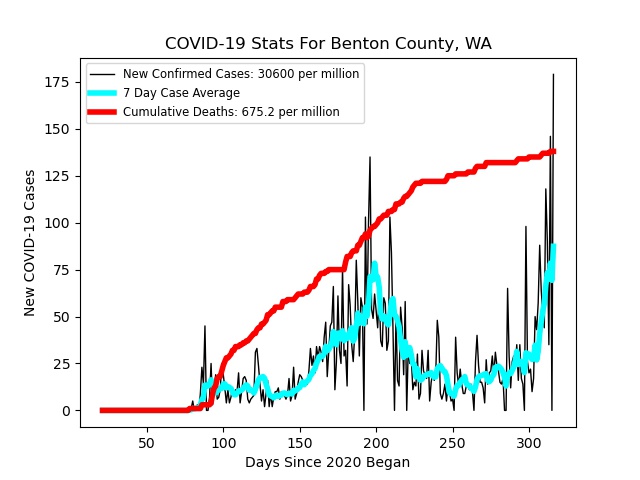 COVID-19 Stats For Benton County, WA
New Confirmed Cases: 30600 per million
7 Day Case Average
Cumulative Deaths: 675.2 per million
New COVID-19 Cases
175
150
125
100
75
50
25
0
50 100 150 200 250 300
Days Since 2020 Began